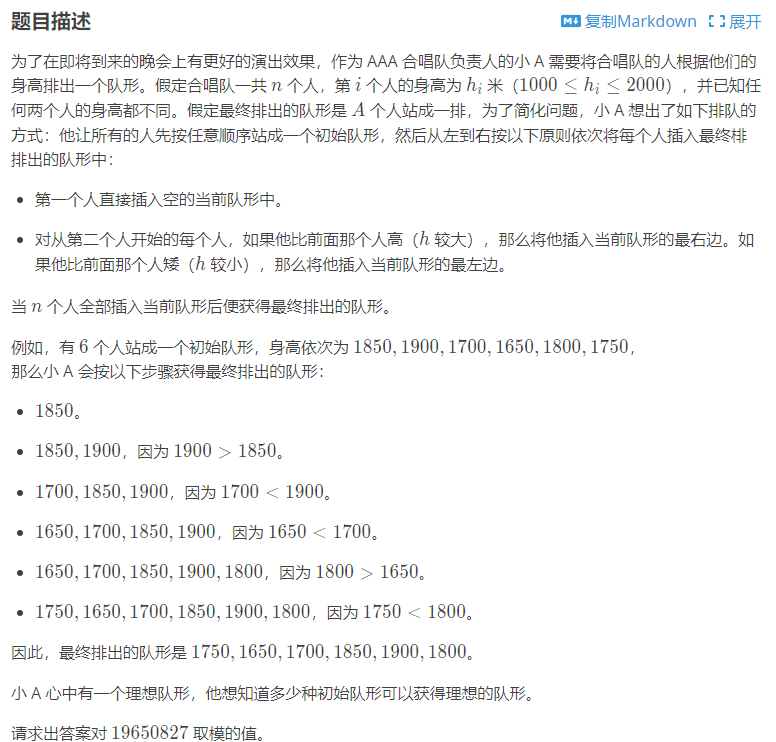 题目描述
复制Markdown 展开
为了在即将到来的晚会上有更好的演出效果，作为 AAA 合唱队负责人的小 A 需要将合唱队的人根据他们的
身高排出一个队形。假定合唱队一共 n 个人，第 i 个人的身高为 h_i 米（1000 ≤ h_i ≤ 2000），并已知任
何两个人的身高都不同。假定最终排出的队形是 A 个人站成一排，为了简化问题，小 A 想出了如下排队的
方式：他让所有的人先按任意顺序站成一个初始队形，然后从左到右按以下原则依次将每个人插入最终棑
排出的队形中：
• 第一个人直接插入空的当前队形中。
• 对从第二个人开始的每个人，如果他比前面那个人高（h 较大），那么将他插入当前队形的最右边。如
果他比前面那个人矮（h 较小），那么将他插入当前队形的最左边。
当 n 个人全部插入当前队形后便获得最终排出的队形。
例如，有 6 个人站成一个初始队形，身高依次为 1850, 1900, 1700, 1650, 1800, 1750，
那么小 A 会按以下步骤获得最终排出的队形：
• 1850。
• 1850, 1900，因为 1900 > 1850。
• 1700, 1850, 1900，因为 1700 < 1900。
• 1650, 1700, 1850, 1900，因为 1650 < 1700。
• 1650, 1700, 1850, 1900, 1800，因为 1800 > 1650。
• 1750, 1650, 1700, 1850, 1900, 1800，因为 1750 < 1800。
因此，最终排出的队形是 1750, 1650, 1700, 1850, 1900, 1800。
小 A 心中有一个理想队形，他想知道多少种初始队形可以获得理想的队形。
请求出答案对 19650827 取模的值。